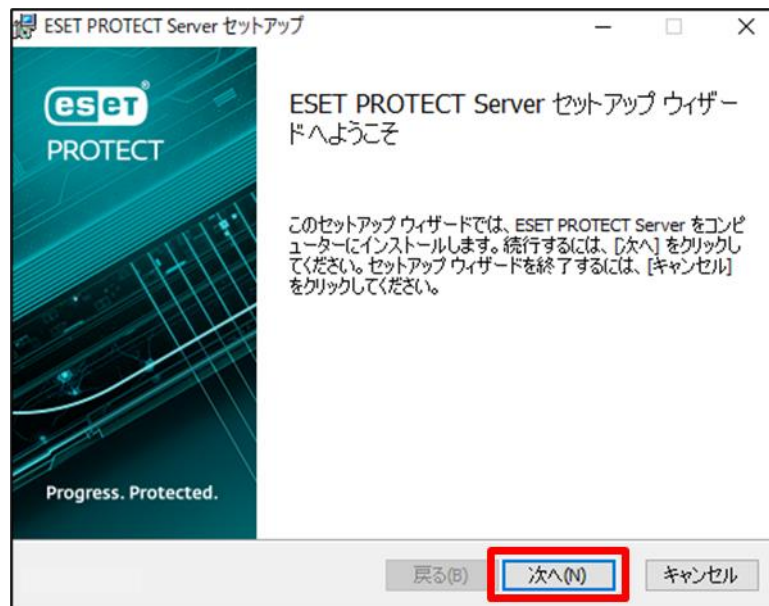 ESET PROTECT Server セットアップ
eseт®
PROTECT
ESET PROTECT Server セットアップ ウィザー
ドへようこそ
このセットアップ ウィザードでは、ESET PROTECT Server をコンピ
ューターにインストールします。続行するには、[次へ] をクリックし
てください。セットアップ ウィザードを終了するには、[キャンセル]
をクリックしてください。
Progress. Protected.
戻る(B)
次へ(N)
キャンセル